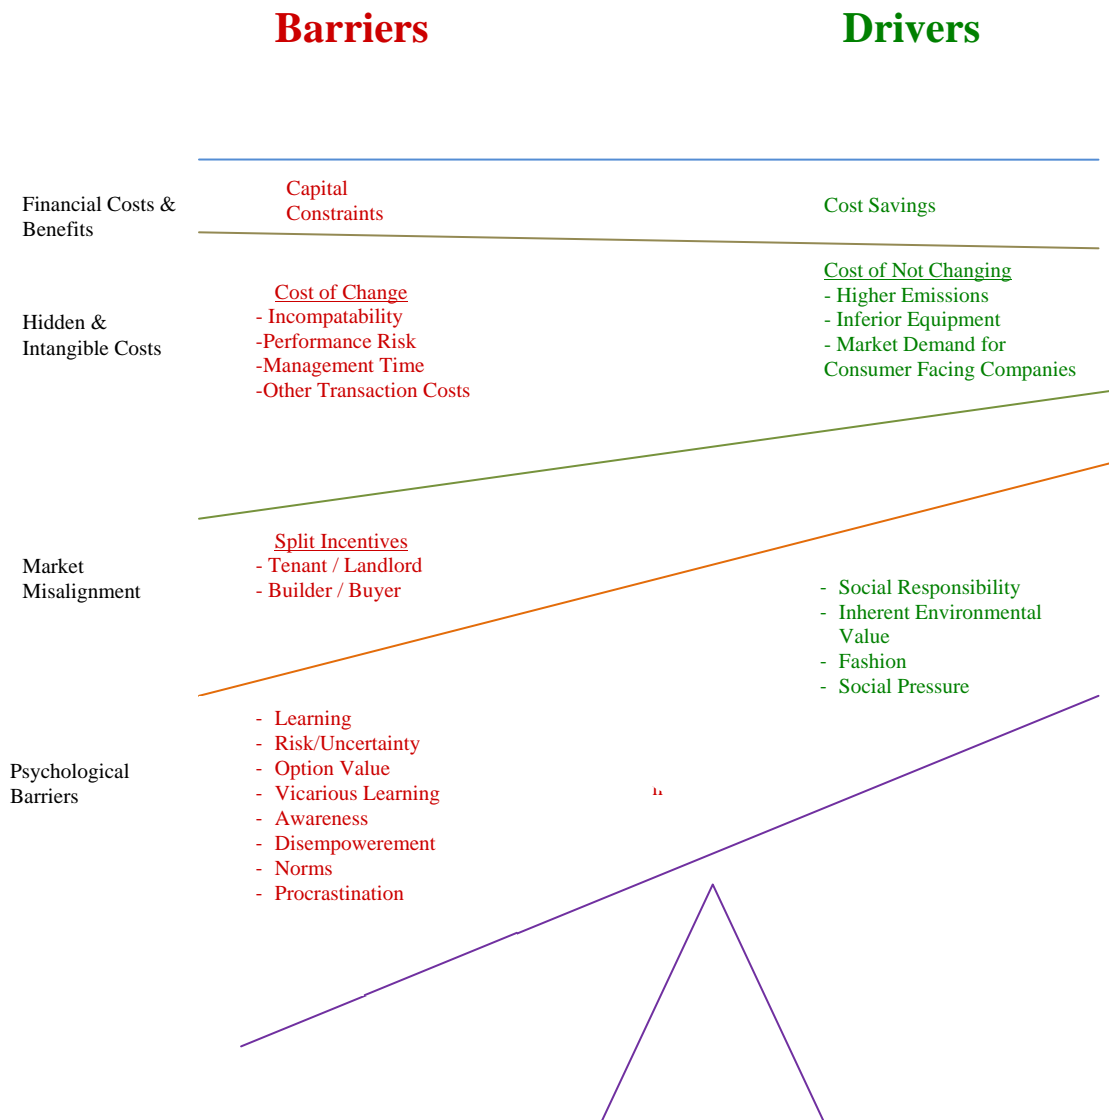 Barriers
Drivers
Financial Costs &
Benefits
Capital
Constraints
Cost Savings
Hidden &
Intangible Costs
Cost of Change
- Incompatability
-Performance Risk
-Management Time
-Other Transaction Costs
Cost of Not Changing
- Higher Emissions
- Inferior Equipment
- Market Demand for
Consumer Facing Companies
Market
Misalignment
Split Incentives
- Tenant / Landlord
- Builder / Buyer
- Social Responsibility
- Inherent Environmental
Value
- Fashion
- Social Pressure
Psychological
Barriers
- Learning
- Risk/Uncertainty
- Option Value
- Vicarious Learning
- Awareness
- Disempowerement
- Norms
- Procrastination